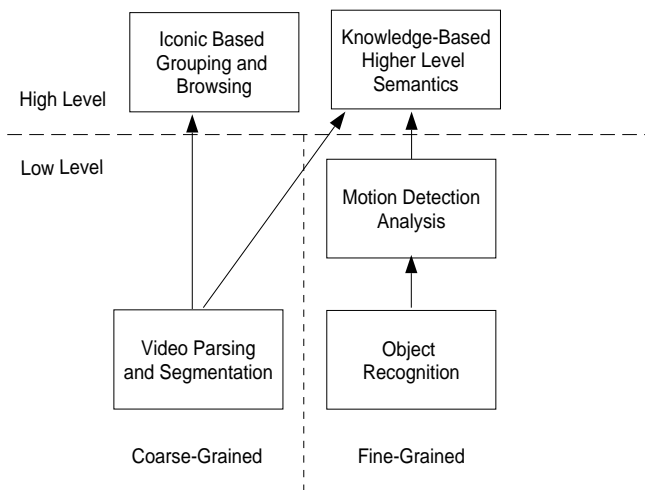 Iconic Based
Grouping and
Browsing
Knowledge-Based
Higher Level
Semantics
High Level
Low Level
Motion Detection
Analysis
Video Parsing
and Segmentation
Object
Recognition
Coarse-Grained
Fine-Grained